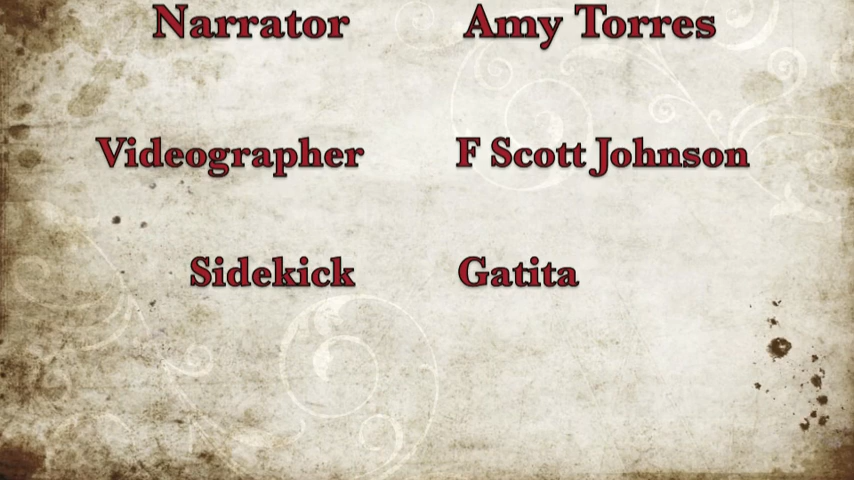 Narrator Amy Torres
Videographer F Scott Johnson
Sidekick Gatita